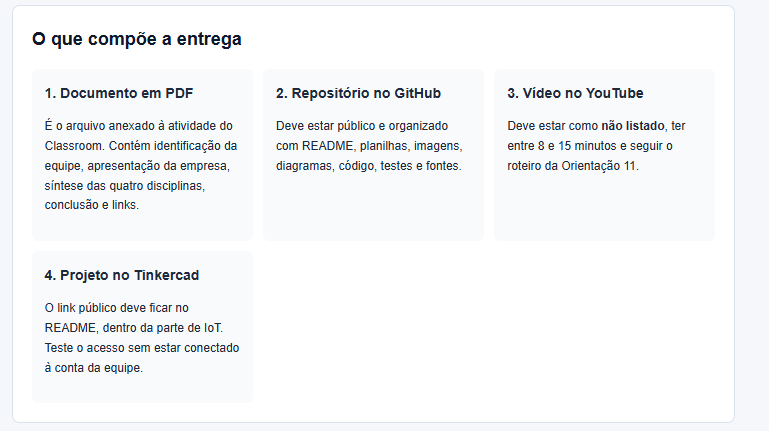 O que compõe a entrega
1. Documento em PDF
É o arquivo anexado à atividade do
Classroom. Contém identificação da
equipe, apresentação da empresa,
síntese das quatro disciplinas,
conclusão e links.
2. Repositório no GitHub
Deve estar público e organizado
com README, planilhas, imagens,
diagramas, código, testes e fontes.
3. Vídeo no YouTube
Deve estar como não listado, ter
entre 8 e 15 minutos e seguir o
roteiro da Orientação 11.
4. Projeto no Tinkercad
O link público deve ficar no
README, dentro da parte de IoT.
Teste o acesso sem estar conectado
à conta da equipe.